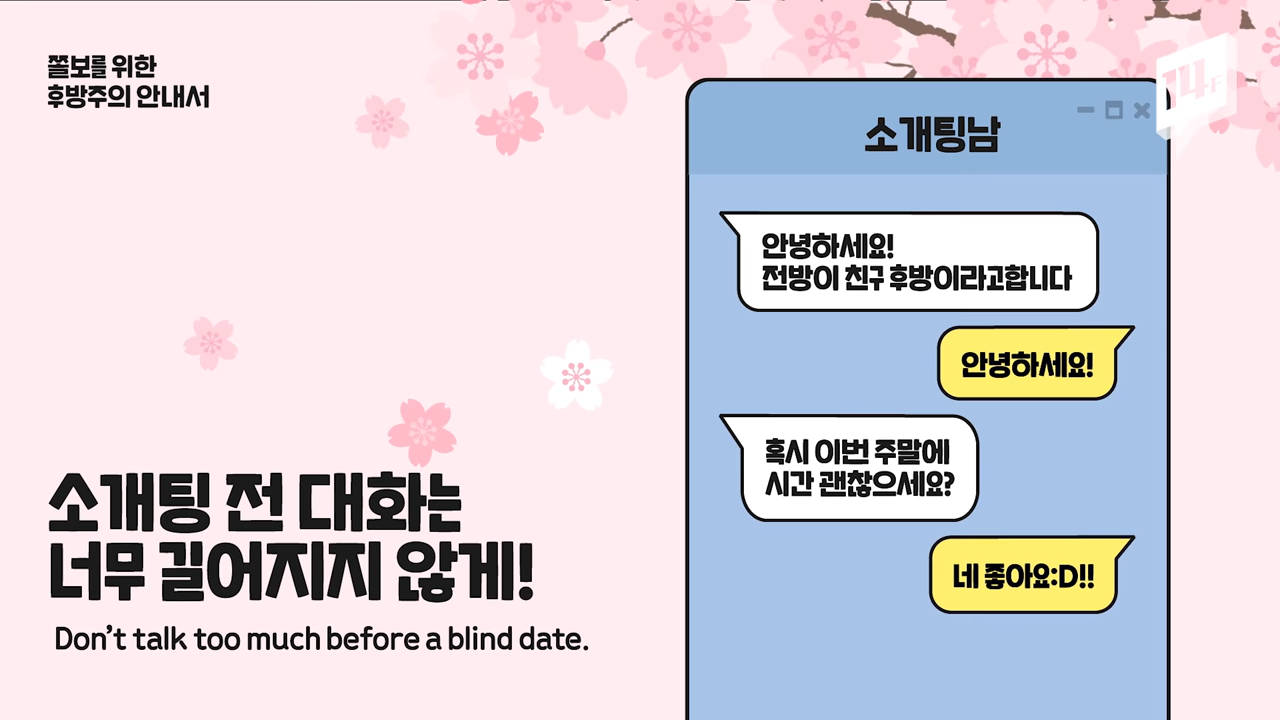 쫄보를 위한
후방주의 안내서
14F
소개팅남
안녕하세요!
전방이 친구 후방이라고합니다
안녕하세요!
혹시 이번 주말에
시간 괜찮으세요?
네 좋아요:D!!
소개팅 전 대화는
너무 길어지지 않게!
Don't talk too much before a blind date.